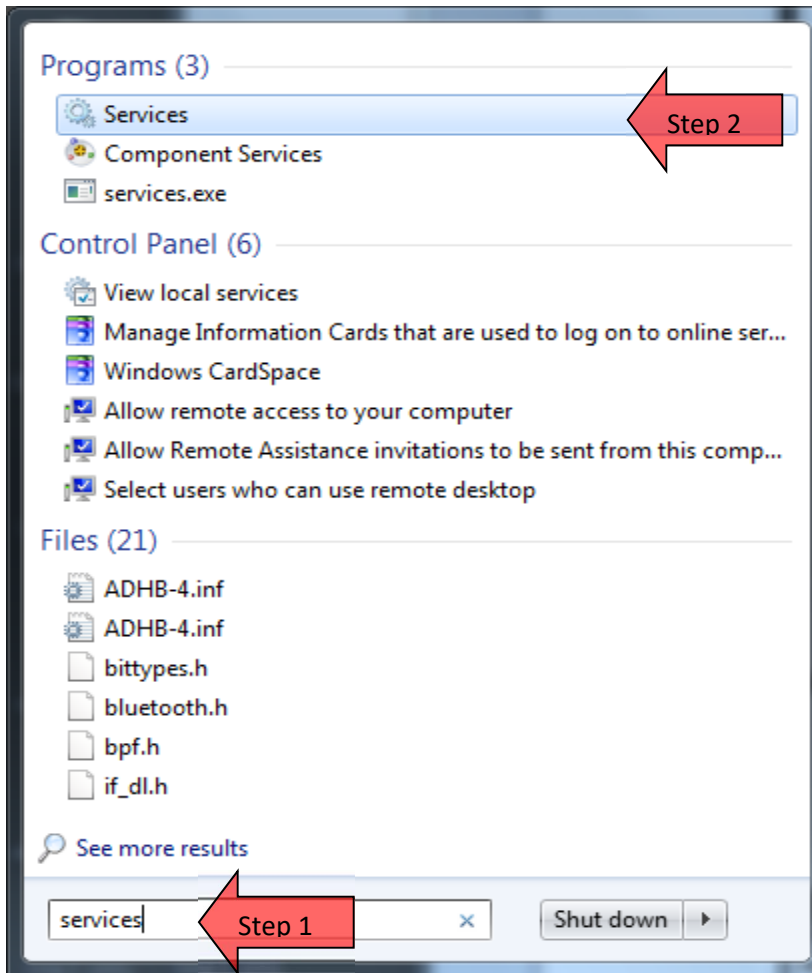 Programs (3)
Services
Step 2
Component Services
services.exe
Control Panel (6)
View local services
Manage Information Cards that are used to log on to online ser...
Windows CardSpace
Allow remote access to your computer
Allow Remote Assistance invitations to be sent from this comp...
Select users who can use remote desktop
Files (21)
ADHB-4.inf
ADHB-4.inf
bittypes.h
bluetooth.h
bpf.h
if_dl.h
See more results
services
Step 1
Shut down